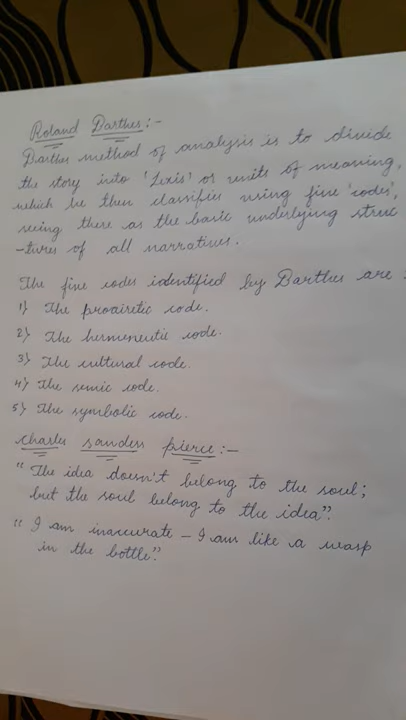 Roland Barthes:-
Barthes method of analysis is to divide
the story into 'Lexis' or units of meaning,
which he then classifies using five 'codes',
seeing there as the basic underlying struc
-tures of all narratives.
The five codes identified by Barthes are :
1) The proairetic code.
2) The hermeneutic code.
3) The cultural code.
4) The semic code.
5) The symbolic code.
Charles sanders pierce:-
"The idea doesn't belong to the soul;
but the soul belong to the idea".
"I am inaccurate - I am like a wasp
in the bottle".